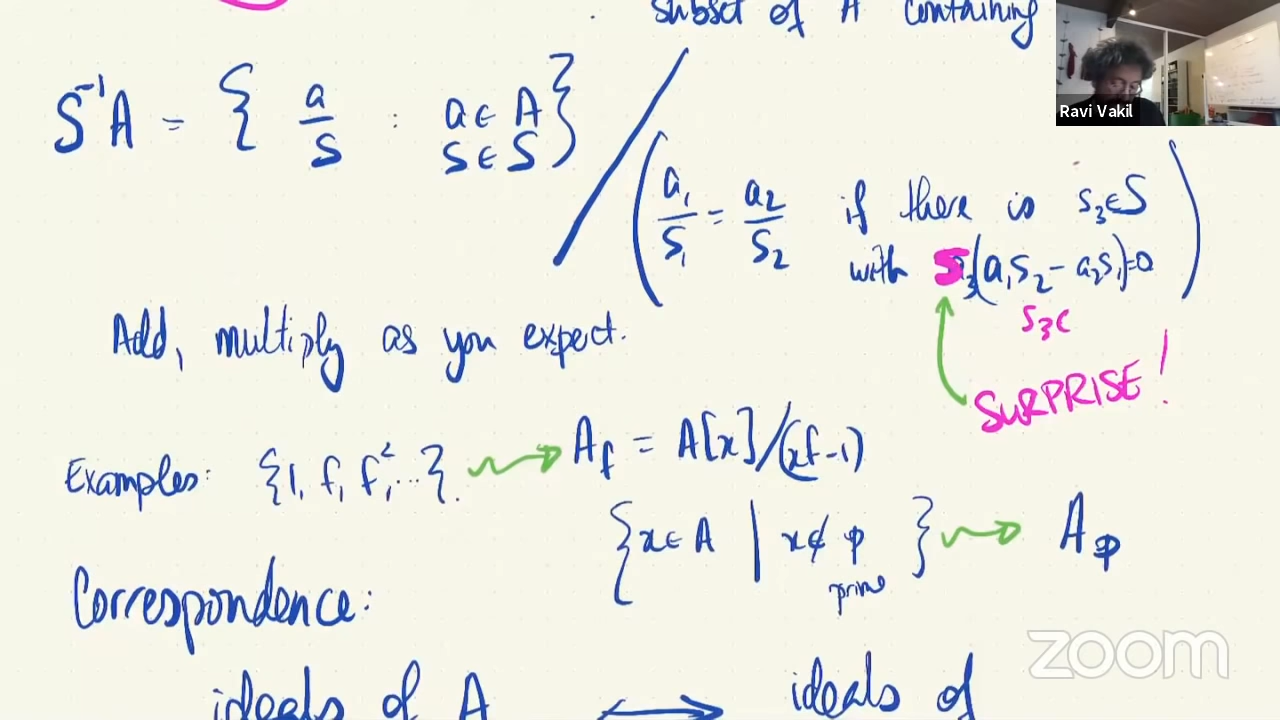 subset of A containing
S⁻¹A = { a/s : a ∈ A
s ∈ S }
( a₁/s₁ = a₂/s₂ if there is s₃ ∈ S
with s₃(a₁s₂ − a₂s₁) = 0 )
s₃(
Add, multiply as you expect.
SURPRISE!
Examples: {1, f, f², ...}. A_f = A[x]/(xf−1)
{x ∈ A | x ∉ p } A_p
prime
Correspondence:
ideals of A ↔ ideals of
Ravi Vakil
zoom